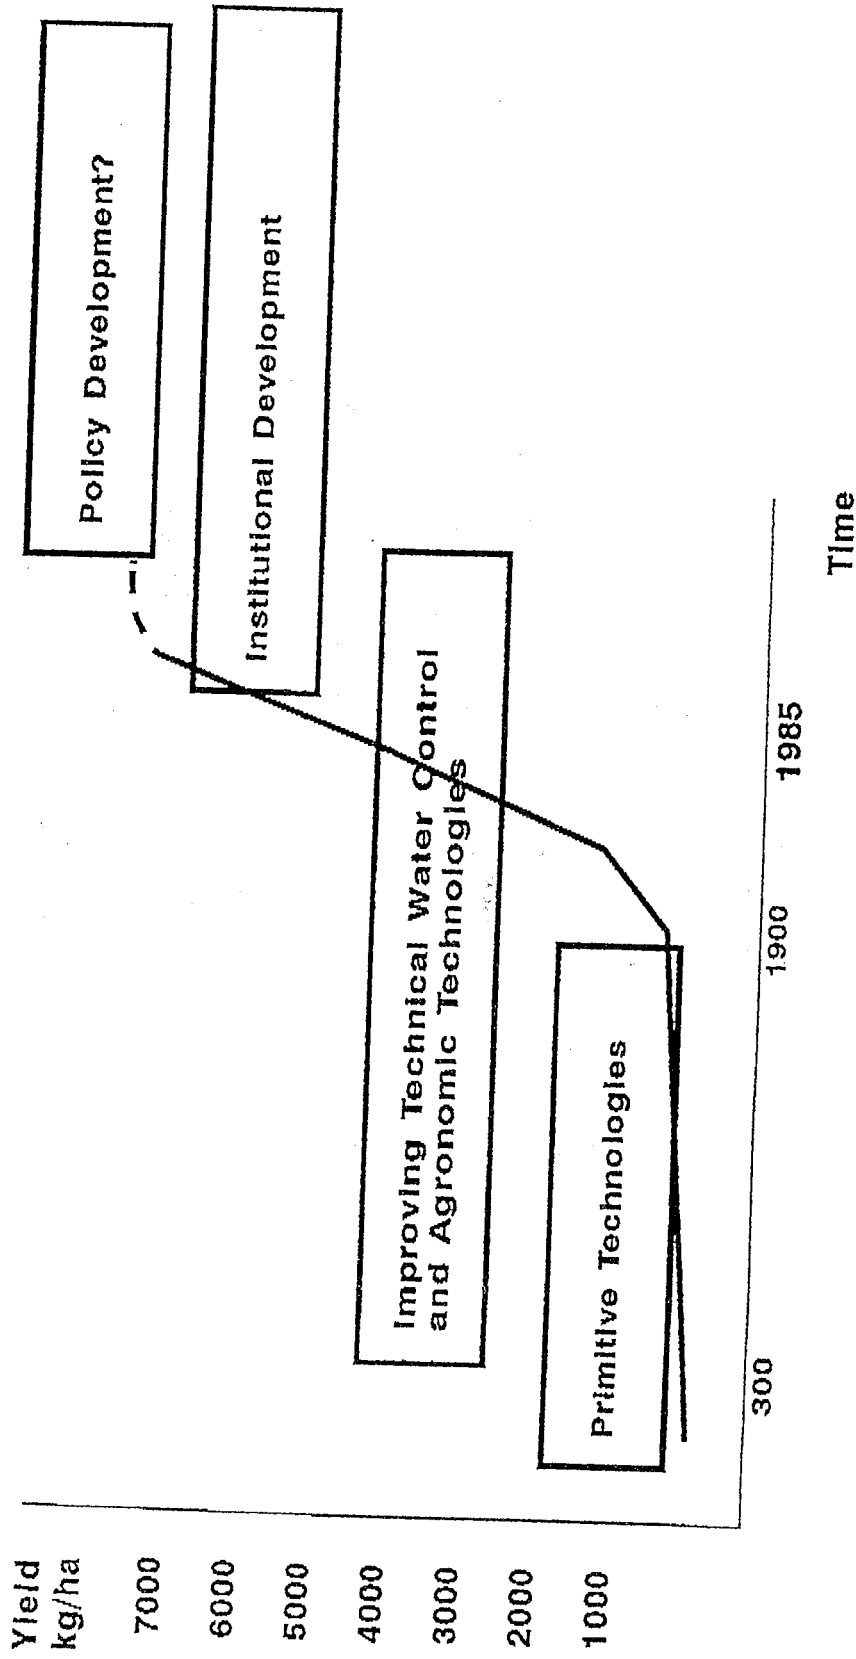 Yield
kg/ha
7000
6000
5000
4000
3000
2000
1000
Policy Development?
Institutional Development
Improving Technical Water Control
and Agronomic Technologies
Primitive Technologies
300
1900
1985
Time